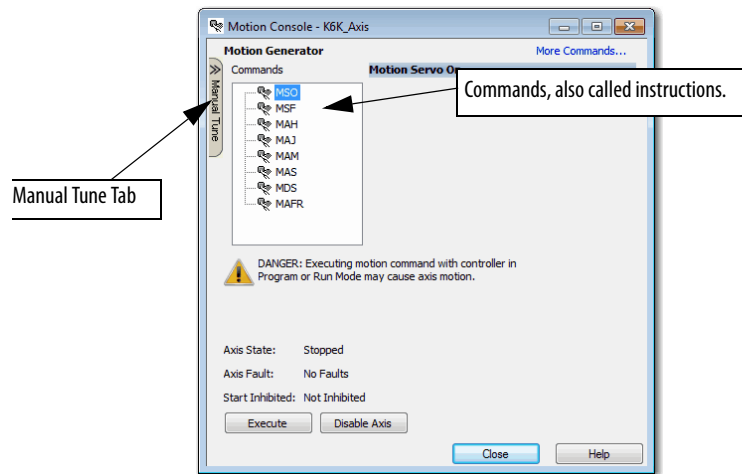 Motion Console - K6K_Axis
Motion Generator
More Commands...
Manual Tune
Commands
Motion Servo On
Commands, also called instructions.
MSO
MSF
MAH
MAJ
MAM
MAS
MDS
MAFR
Manual Tune Tab
DANGER: Executing motion command with controller in
Program or Run Mode may cause axis motion.
Axis State: Stopped
Axis Fault: No Faults
Start Inhibited: Not Inhibited
Execute
Disable Axis
Close
Help